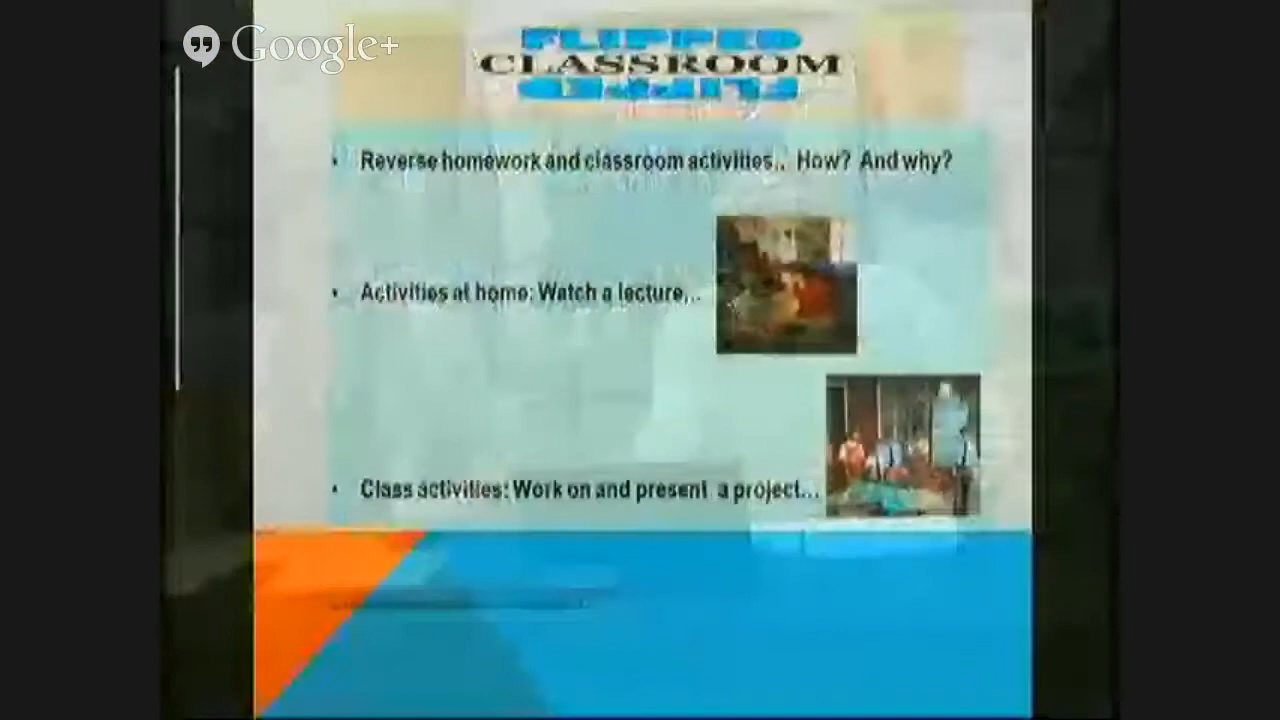 Google+
FLIPPED
CLASSROOM
FLIPPED
• Reverse homework and classroom activities.. How? And why?
• Activities at home: Watch a lecture...
• Class activities: Work on and present a project...